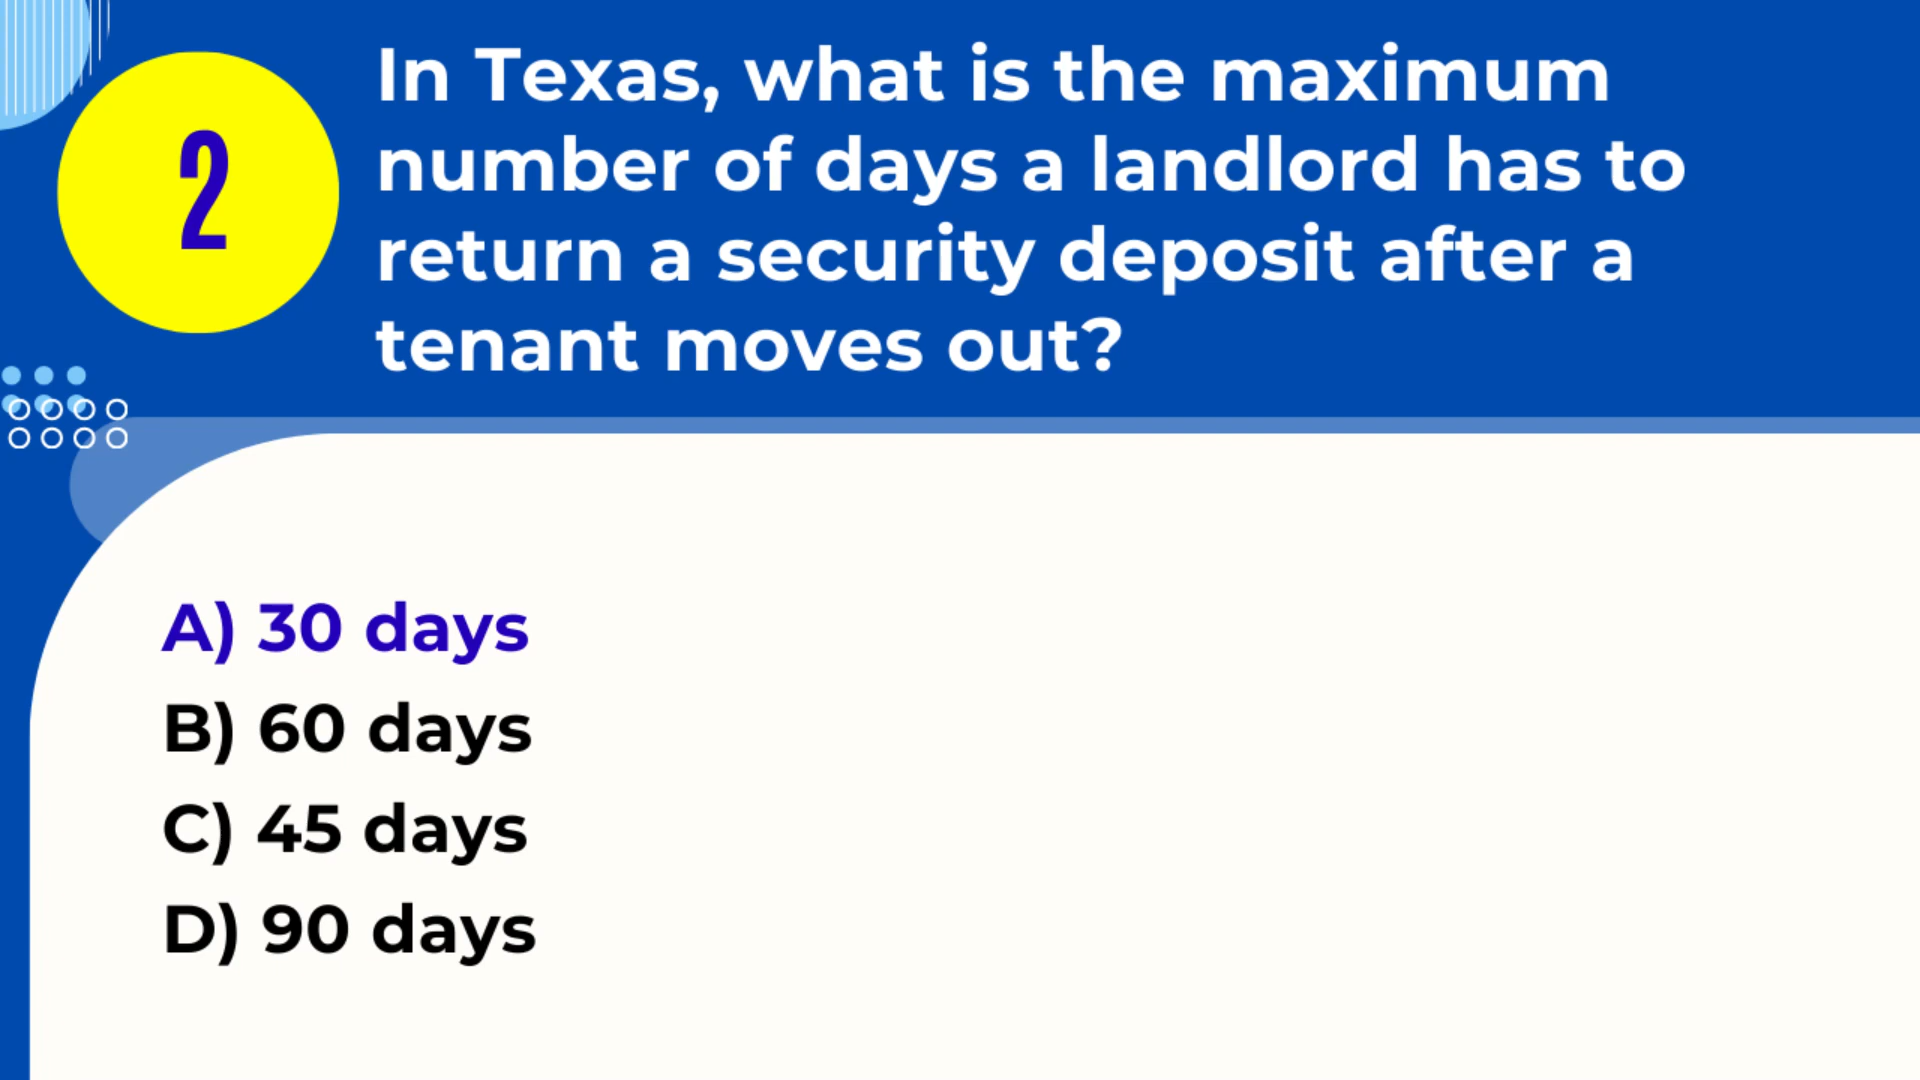 2
In Texas, what is the maximum
number of days a landlord has to
return a security deposit after a
tenant moves out?
A) 30 days
B) 60 days
C) 45 days
D) 90 days